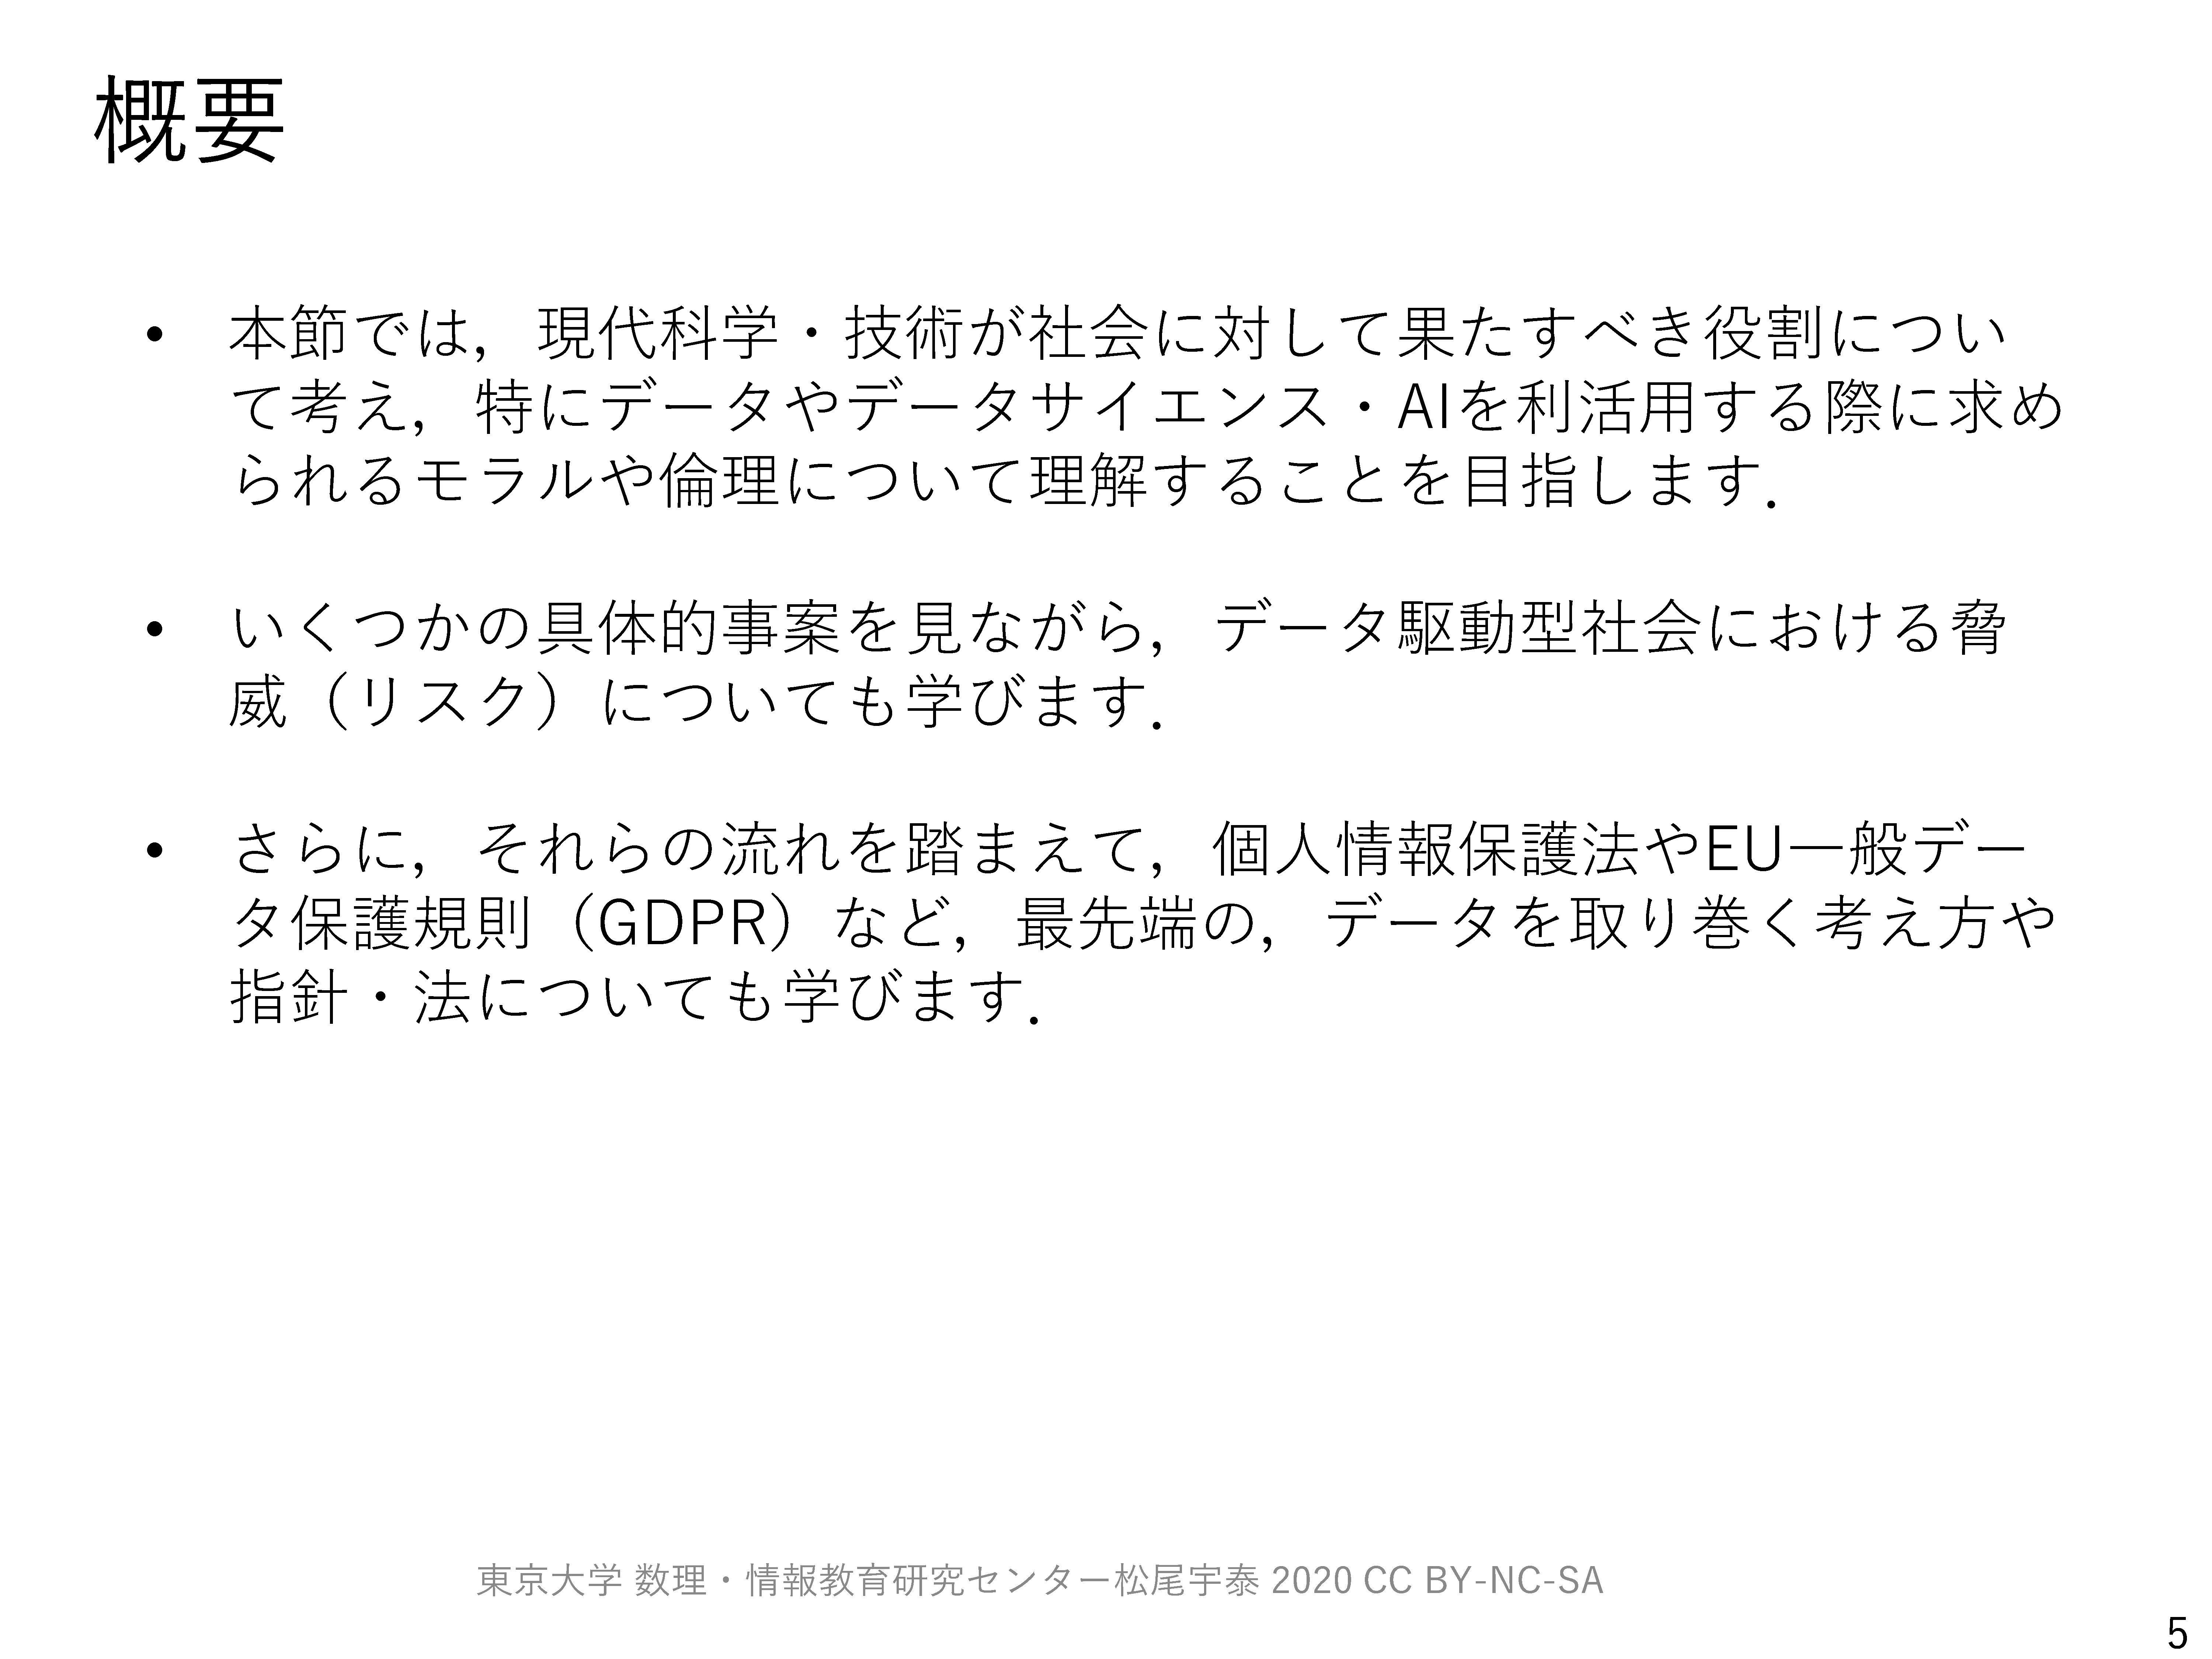 概要
• 本節では，現代科学・技術が社会に対して果たすべき役割につい
て考え，特にデータやデータサイエンス・AIを利活用する際に求め
られるモラルや倫理について理解することを目指します．
• いくつかの具体的事案を見ながら，データ駆動型社会における脅
威（リスク）についても学びます．
• さらに，それらの流れを踏まえて，個人情報保護法やEU一般デー
タ保護規則（GDPR）など，最先端の，データを取り巻く考え方や
指針・法についても学びます．
東京大学 数理・情報教育研究センター松尾宇泰 2020 CC BY-NC-SA
5